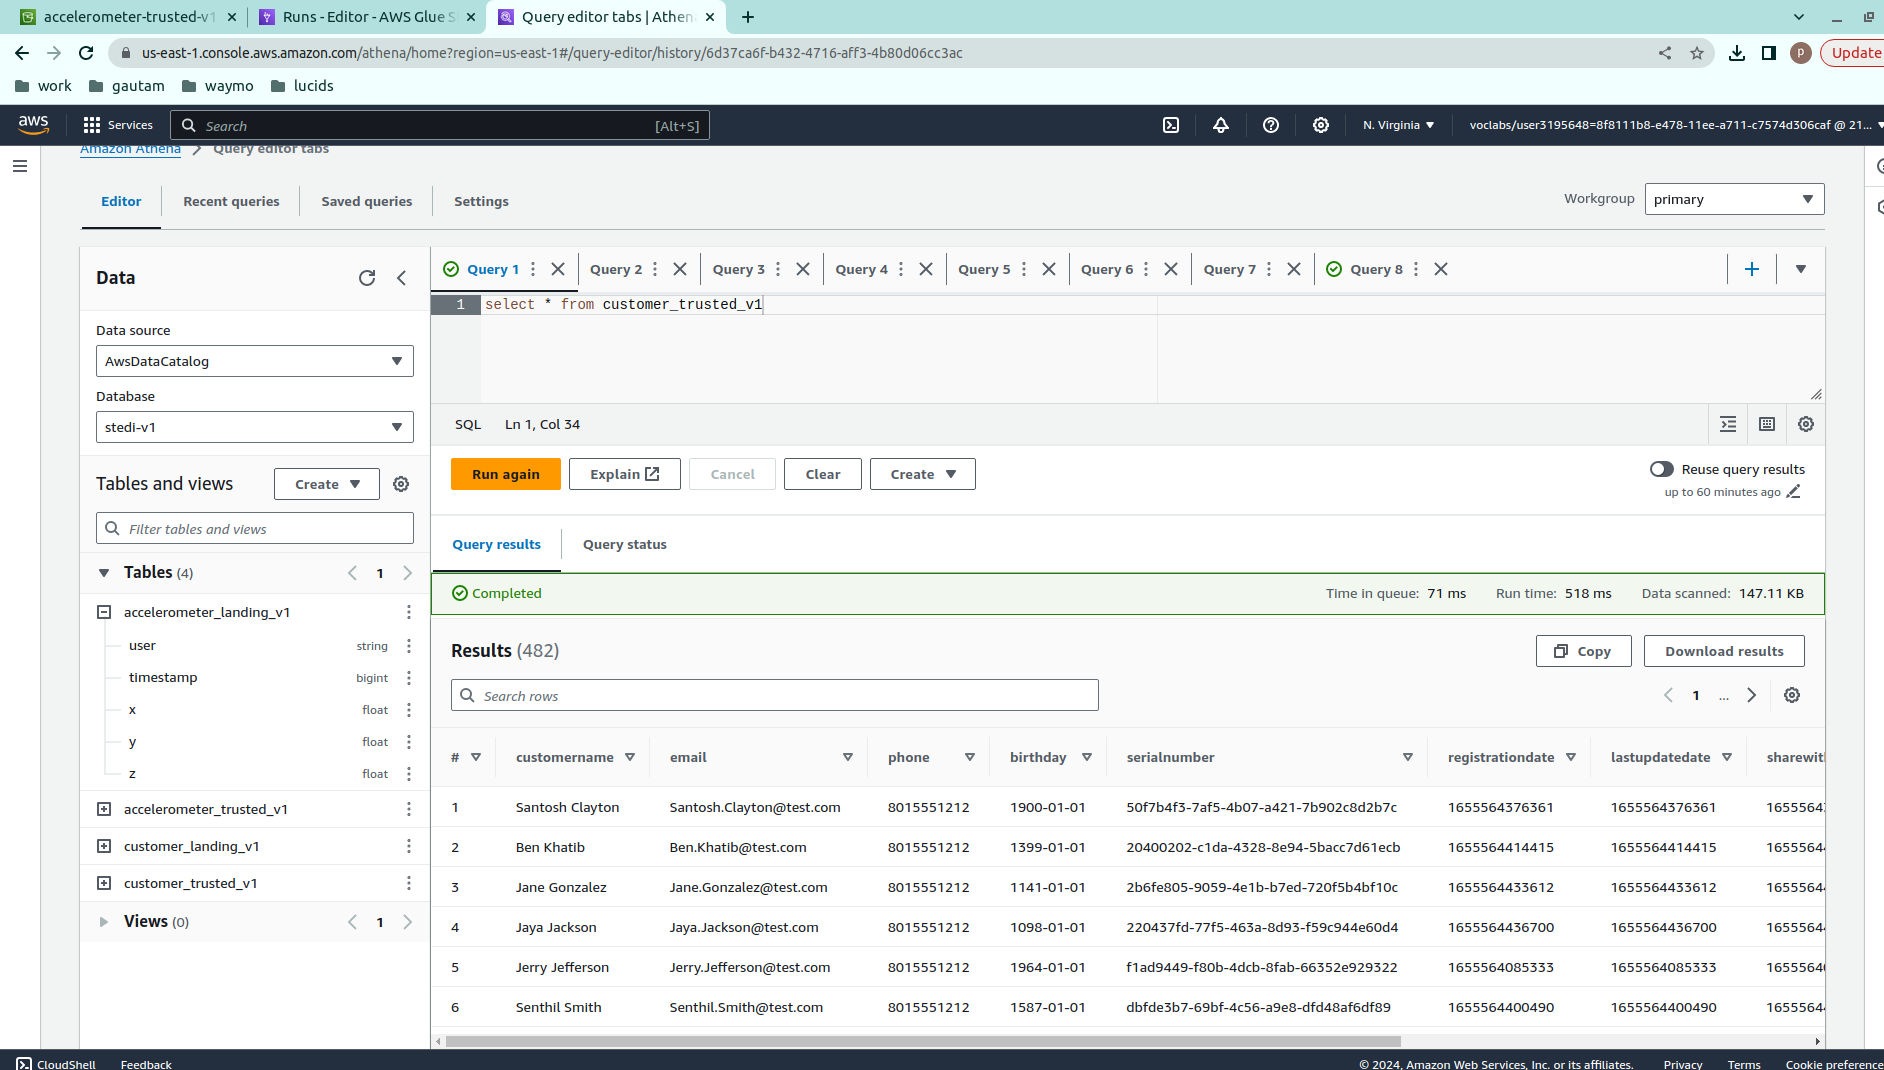 accelerometer-trusted-v1
Runs - Editor - AWS Glue S
Query editor tabs | Athen
us-east-1.console.aws.amazon.com/athena/home?region=us-east-1#/query-editor/history/6d37ca6f-b432-4716-aff3-4b80d06cc3ac
p
Update
work
gautam
waymo
lucids
aws
Services
Search
[Alt+S]
N. Virginia
voclabs/user3195648=8f8111b8-e478-11ee-a711-c7574d306caf @ 21...
Amazon Athena
Query editor tabs
Editor
Recent queries
Saved queries
Settings
Workgroup
primary
Data
Data source
AwsDataCatalog
Database
stedi-v1
Tables and views
Create
Filter tables and views
Tables (4)
1
accelerometer_landing_v1
user string
timestamp bigint
x float
y float
z float
accelerometer_trusted_v1
customer_landing_v1
customer_trusted_v1
Views (0)
1
Query 1
Query 2
Query 3
Query 4
Query 5
Query 6
Query 7
Query 8
1 select * from customer_trusted_v1
SQL
Ln 1, Col 34
Run again
Explain
Cancel
Clear
Create
Reuse query results
up to 60 minutes ago
Query results
Query status
Completed
Time in queue: 71 ms
Run time: 518 ms
Data scanned: 147.11 KB
Results (482)
Copy
Download results
Search rows
1 ...
# customername email phone birthday serialnumber registrationdate lastupdatedate sharewit
1 Santosh Clayton Santosh.Clayton@test.com 8015551212 1900-01-01 50f7b4f3-7af5-4b07-a421-7b902c8d2b7c 1655564376361 1655564376361 1655564
2 Ben Khatib Ben.Khatib@test.com 8015551212 1399-01-01 20400202-c1da-4328-8e94-5bacc7d61ecb 1655564414415 1655564414415 1655564
3 Jane Gonzalez Jane.Gonzalez@test.com 8015551212 1141-01-01 2b6fe805-9059-4e1b-b7ed-720f5b4bf10c 1655564433612 1655564433612 1655564
4 Jaya Jackson Jaya.Jackson@test.com 8015551212 1098-01-01 220437fd-77f5-463a-8d93-f59c944e60d4 1655564436700 1655564436700 1655564
5 Jerry Jefferson Jerry.Jefferson@test.com 8015551212 1964-01-01 f1ad9449-f80b-4dcb-8fab-66352e929322 1655564085333 1655564085333 1655564
6 Senthil Smith Senthil.Smith@test.com 8015551212 1587-01-01 dbfde3b7-69bf-4c56-a9e8-dfd48af6df89 1655564400490 1655564400490 1655564
CloudShell
Feedback
© 2024, Amazon Web Services, Inc. or its affiliates.
Privacy
Terms
Cookie preference